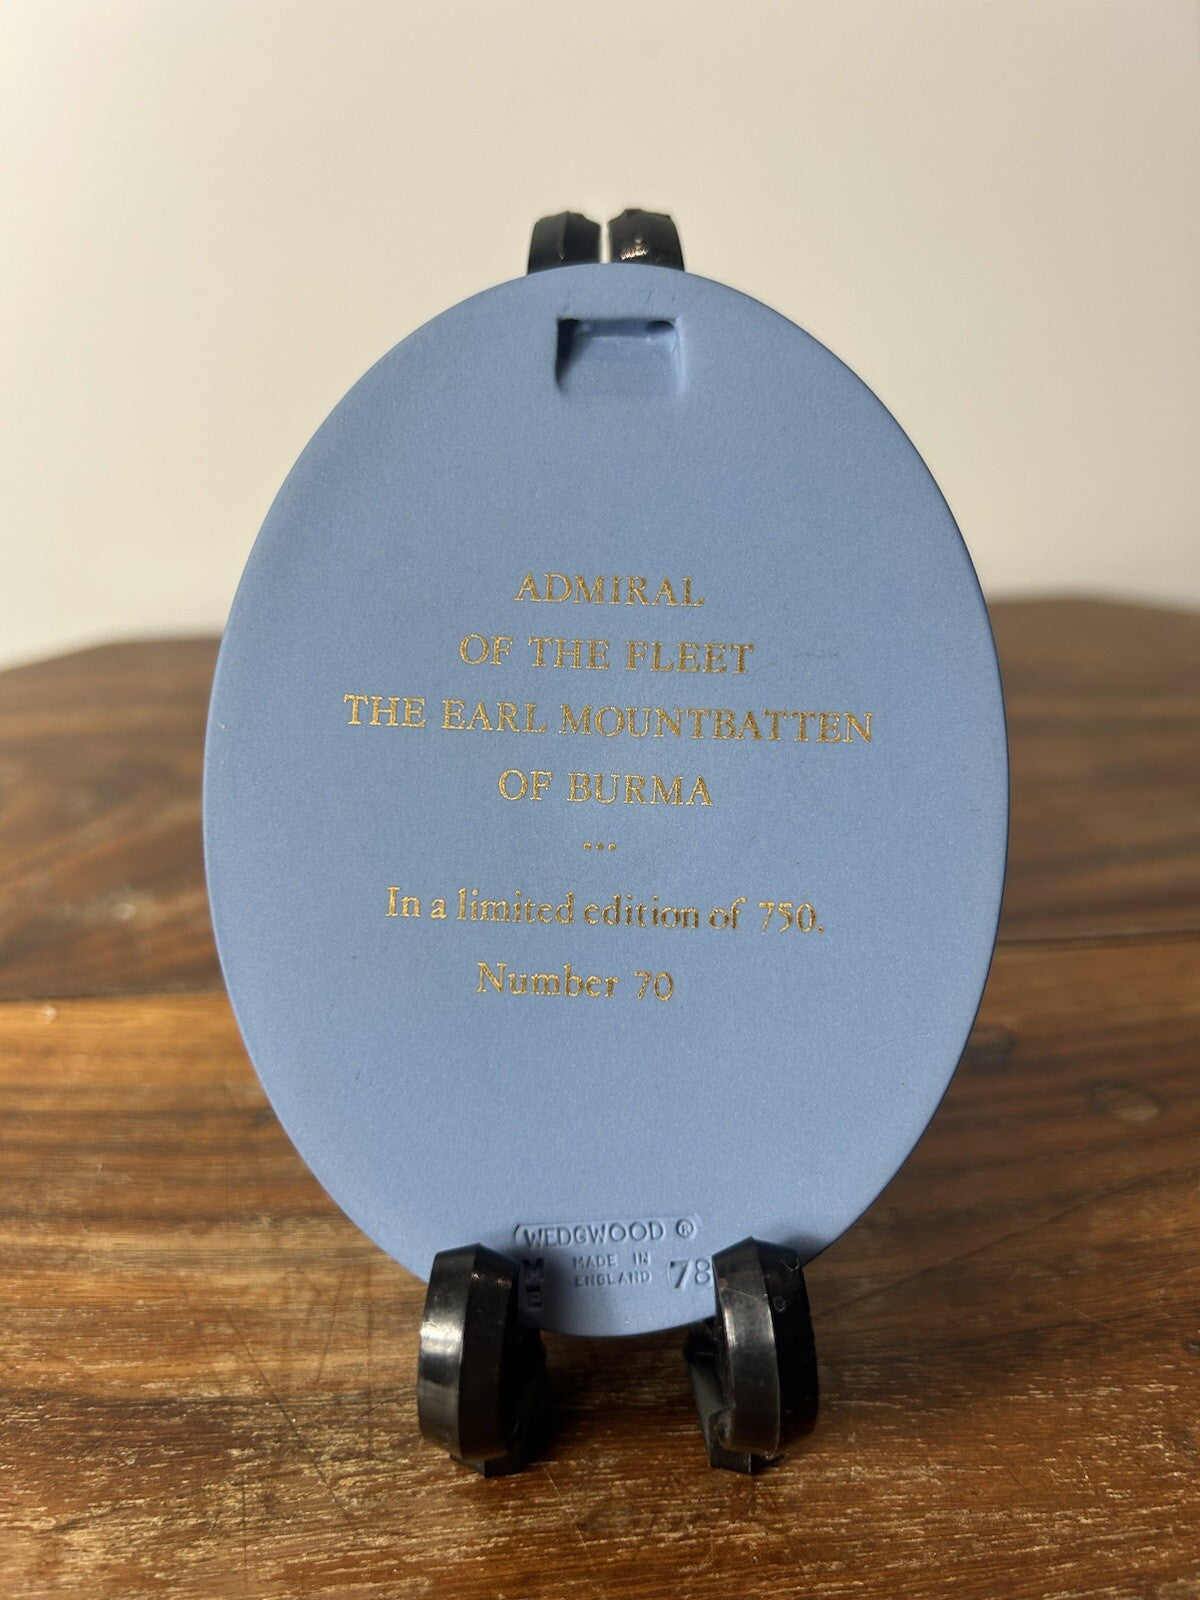 ADMIRAL
OF THE FLEET
THE EARL MOUNTBATTEN
OF BURMA
...
In a limited edition of 750.
Number 70
WEDGWOOD ®
MADE IN
ENGLAND
78